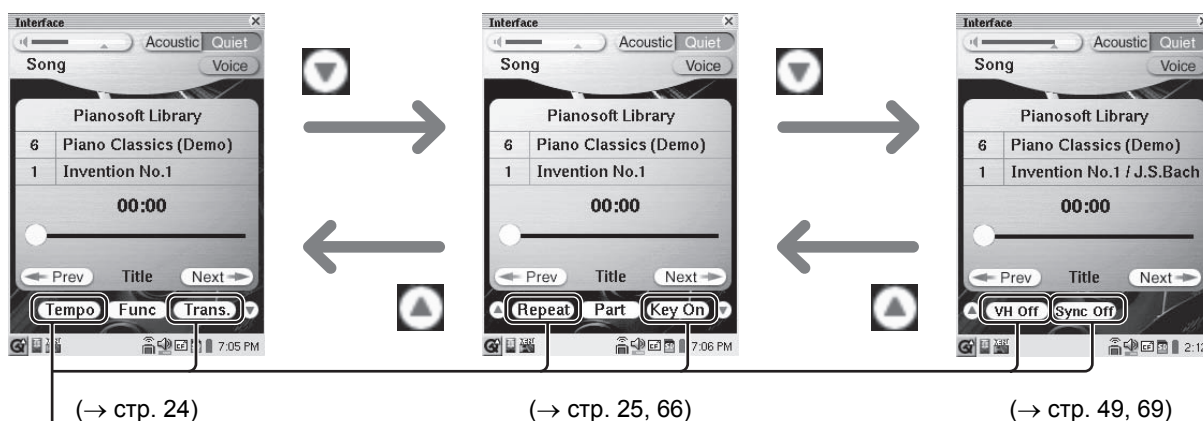 Interface
Acoustic Quiet
Song Voice
Pianosoft Library
6 Piano Classics (Demo)
1 Invention No.1
00:00
Prev Title Next
Tempo Func Trans.
7:05 PM
(→ стр. 24)
Interface
Acoustic Quiet
Song Voice
Pianosoft Library
6 Piano Classics (Demo)
1 Invention No.1
00:00
Prev Title Next
Repeat Part Key On
7:06 PM
(→ стр. 25, 66)
Interface
Acoustic Quiet
Song Voice
Pianosoft Library
6 Piano Classics (Demo)
1 Invention No.1 / J.S.Bach
00:00
Prev Title Next
VH Off Sync Off
2:12
(→ стр. 49, 69)